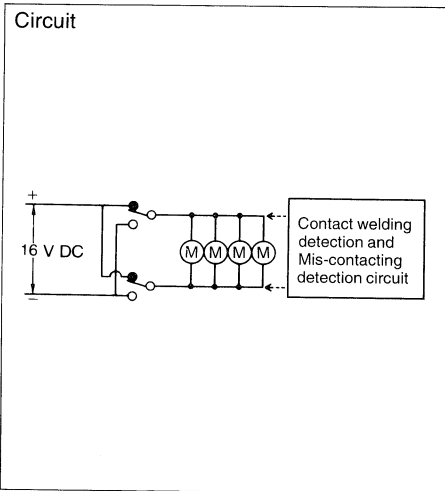 Circuit
+
16 V DC
−
M M M M
Contact welding
detection and
Mis-contacting
detection circuit